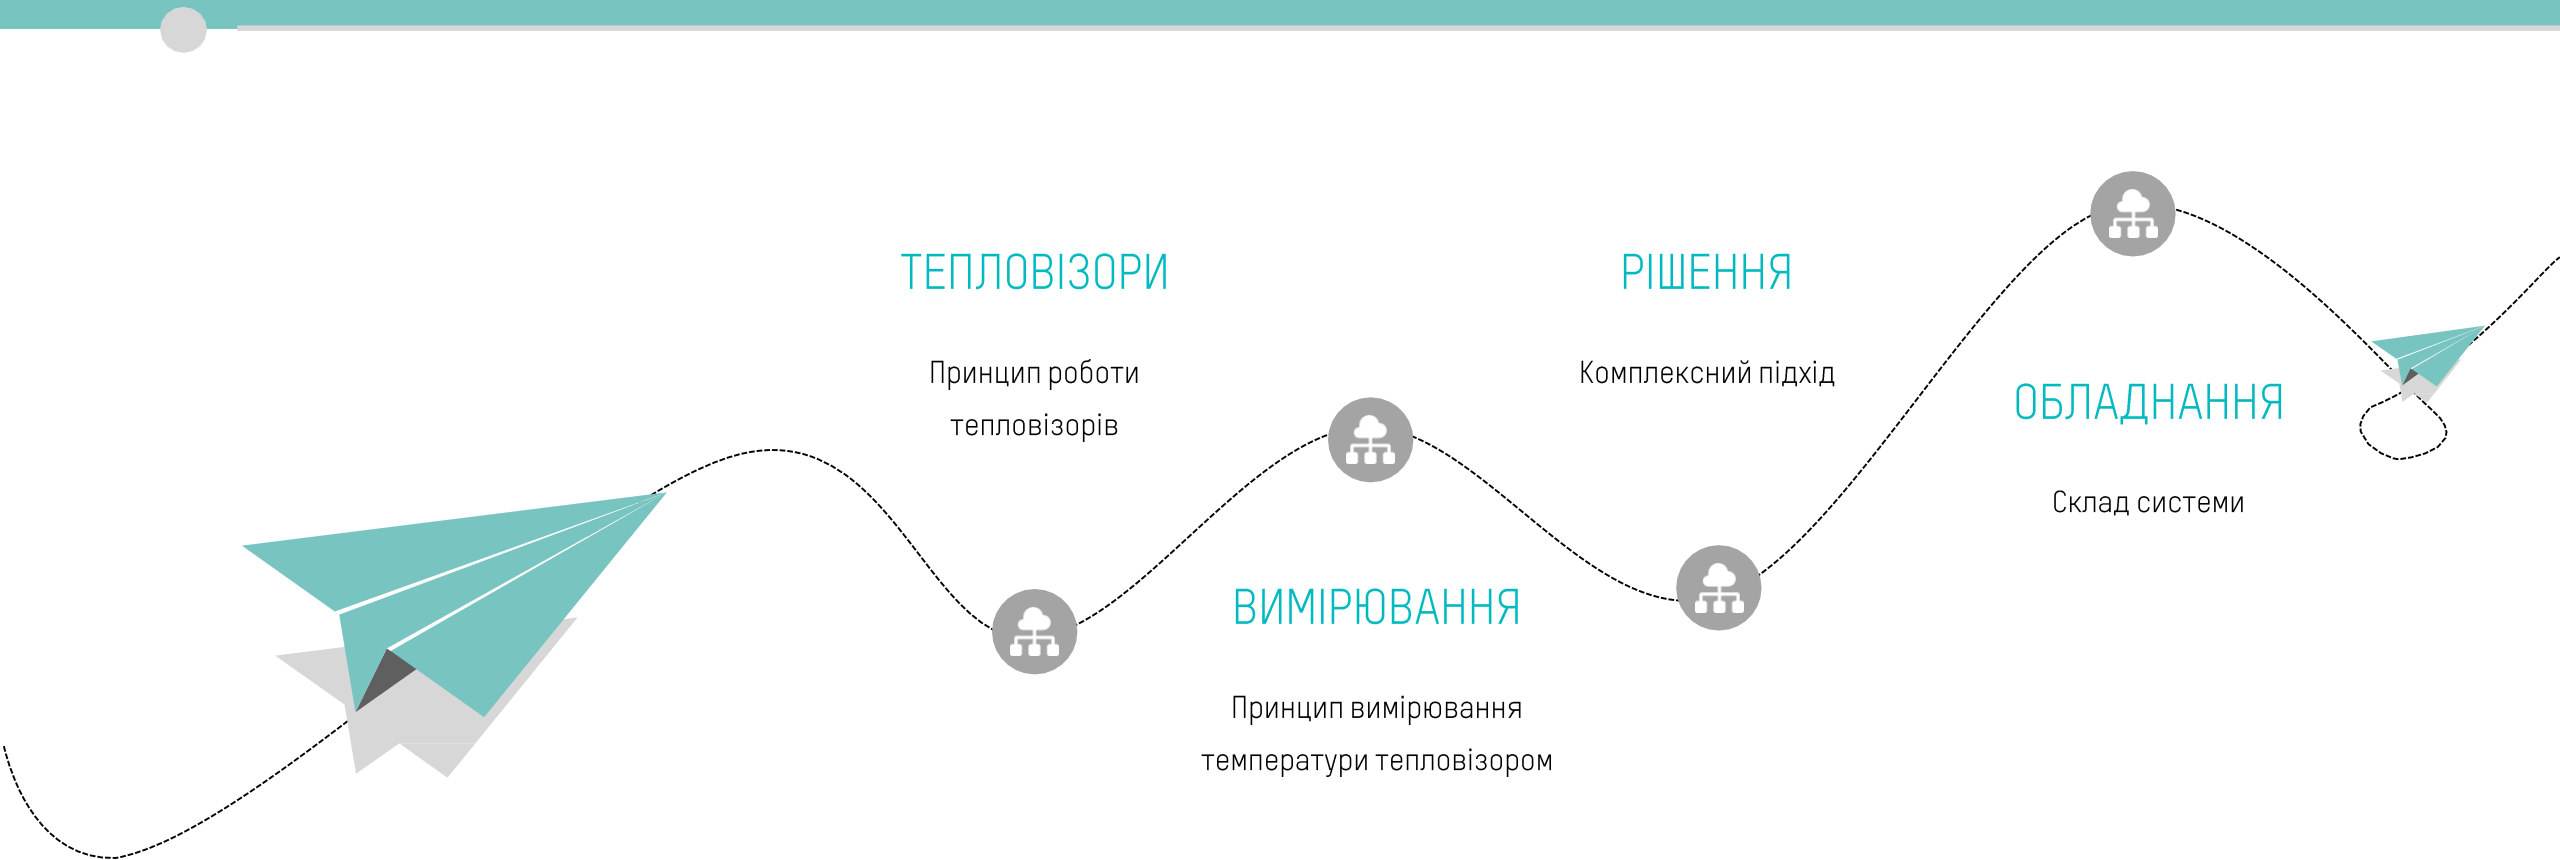 ТЕПЛОВІЗОРИ
Принцип роботи
тепловізорів
ВИМІРЮВАННЯ
Принцип вимірювання
температури тепловізором
РІШЕННЯ
Комплексний підхід
ОБЛАДНАННЯ
Склад системи